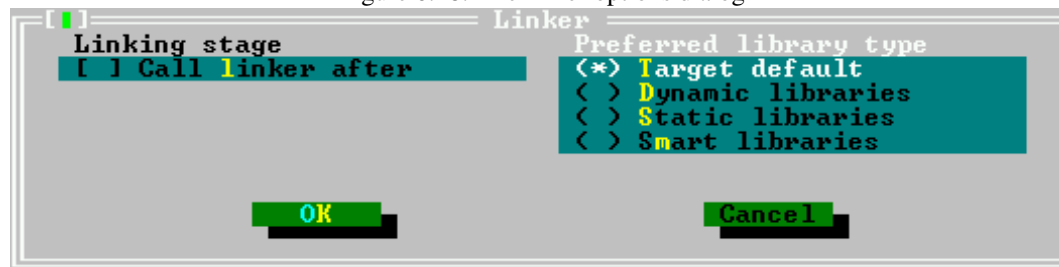 Linker
Linking stage
[ ] Call linker after
Preferred library type
(*) Target default
( ) Dynamic libraries
( ) Static libraries
( ) Smart libraries
OK
Cancel